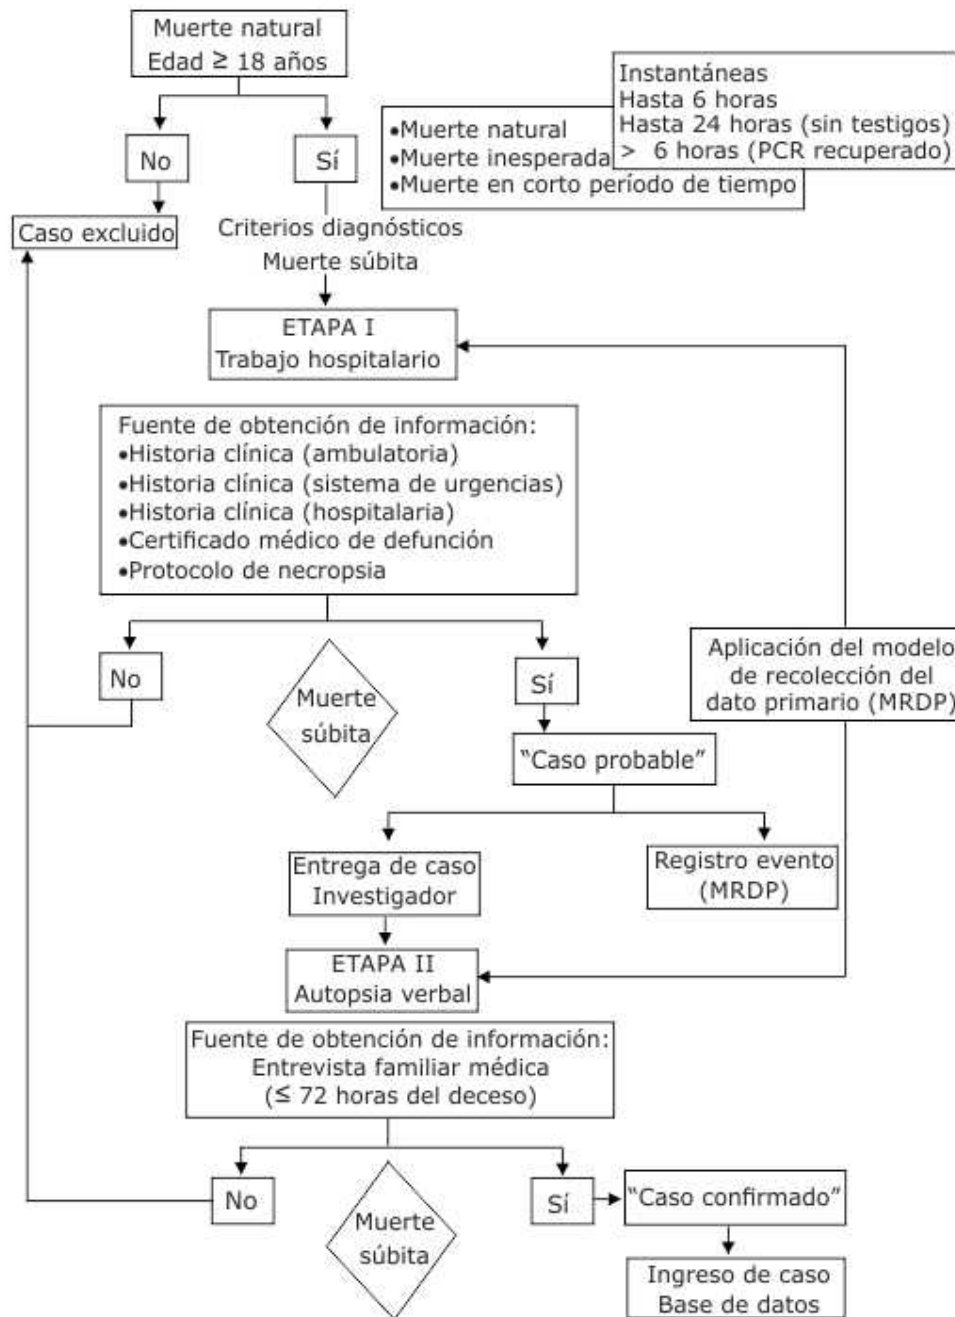 Muerte natural
Edad ≥ 18 años
Instantáneas
Hasta 6 horas
Hasta 24 horas (sin testigos)
> 6 horas (PCR recuperado)
•Muerte natural
•Muerte inesperada
•Muerte en corto período de tiempo
No
Sí
Caso excluido
Criterios diagnósticos
Muerte súbita
ETAPA I
Trabajo hospitalario
Fuente de obtención de información:
•Historia clínica (ambulatoria)
•Historia clínica (sistema de urgencias)
•Historia clínica (hospitalaria)
•Certificado médico de defunción
•Protocolo de necropsia
No
Muerte
súbita
Sí
Aplicación del modelo
de recolección del
dato primario (MRDP)
“Caso probable”
Entrega de caso
Investigador
Registro evento
(MRDP)
ETAPA II
Autopsia verbal
Fuente de obtención de información:
Entrevista familiar médica
(≤ 72 horas del deceso)
No
Muerte
súbita
Sí
“Caso confirmado”
Ingreso de caso
Base de datos